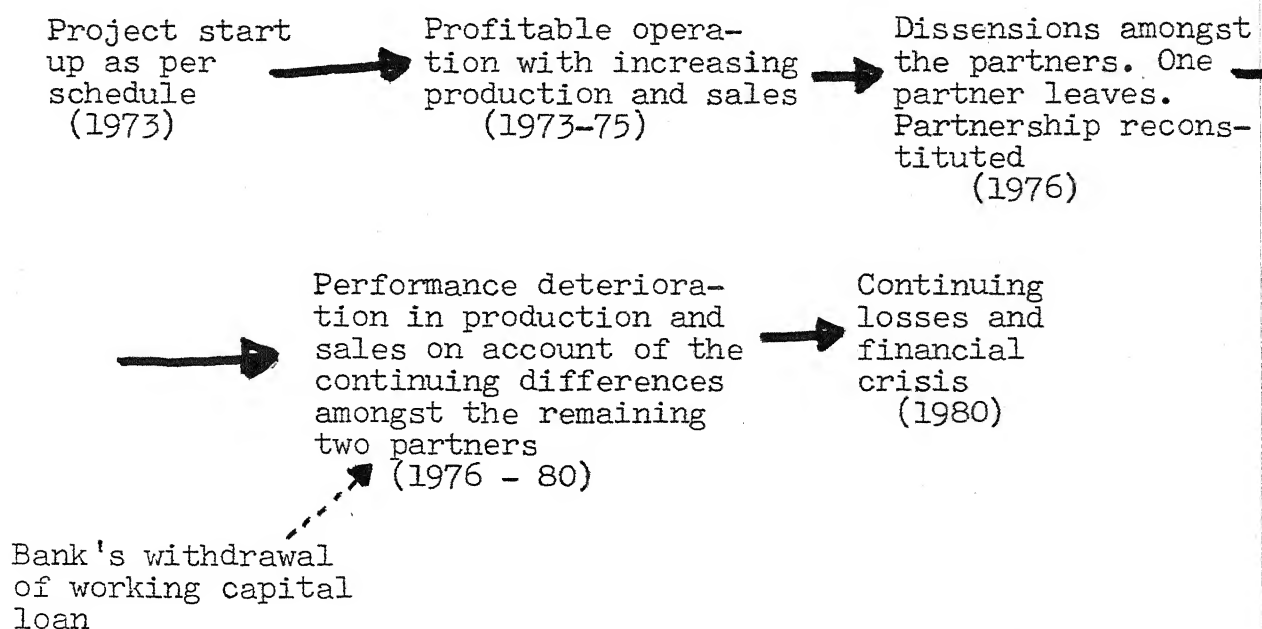 Project start
up as per
schedule
(1973)
Profitable opera-
tion with increasing
production and sales
(1973-75)
Dissensions amongst
the partners. One
partner leaves.
Partnership recons-
tituted
(1976)
Performance deteriora-
tion in production and
sales on account of the
continuing differences
amongst the remaining
two partners
(1976 - 80)
Continuing
losses and
financial
crisis
(1980)
Bank's withdrawal
of working capital
loan